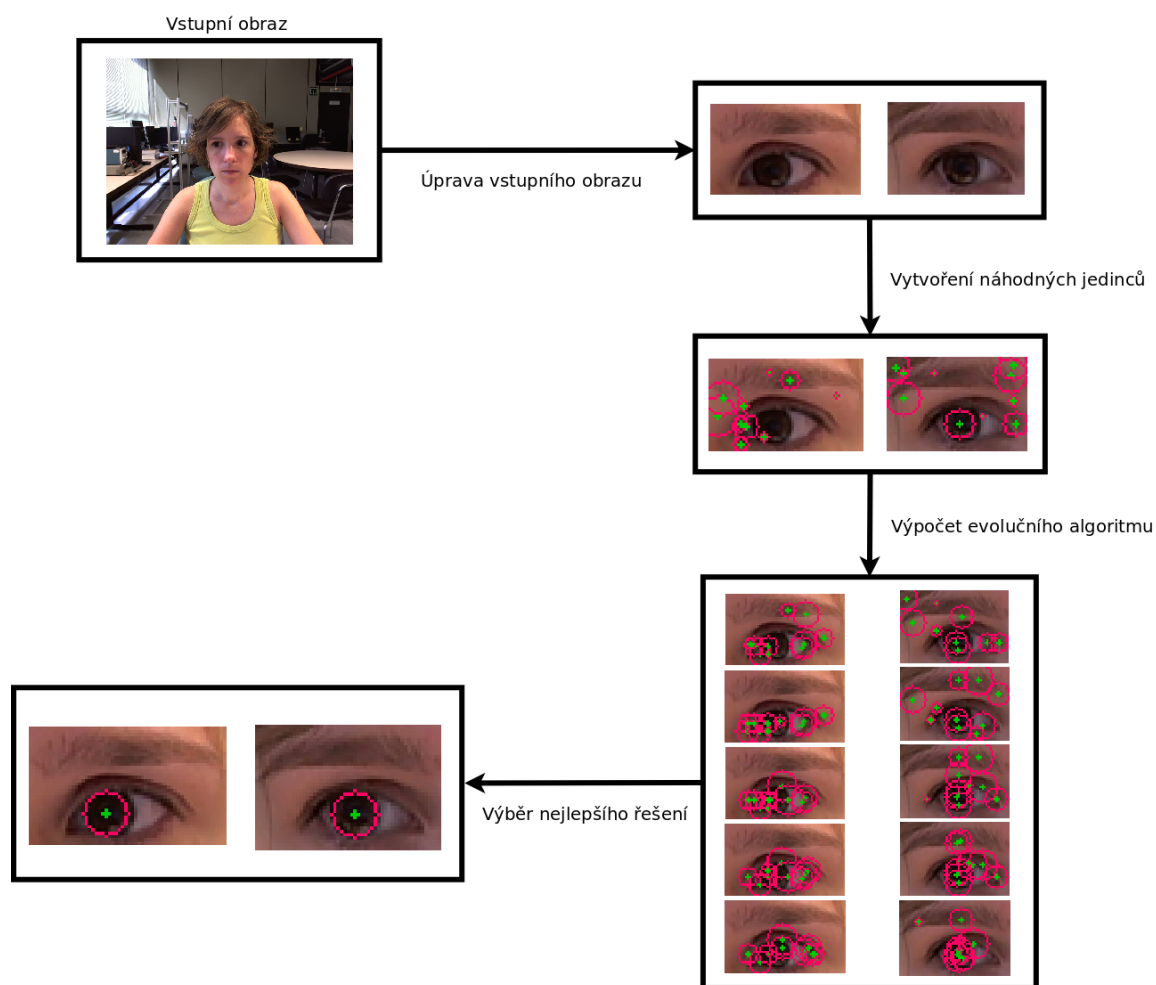 Vstupní obraz
Úprava vstupního obrazu
Vytvoření náhodných jedinců
Výpočet evolučního algoritmu
Výběr nejlepšího řešení